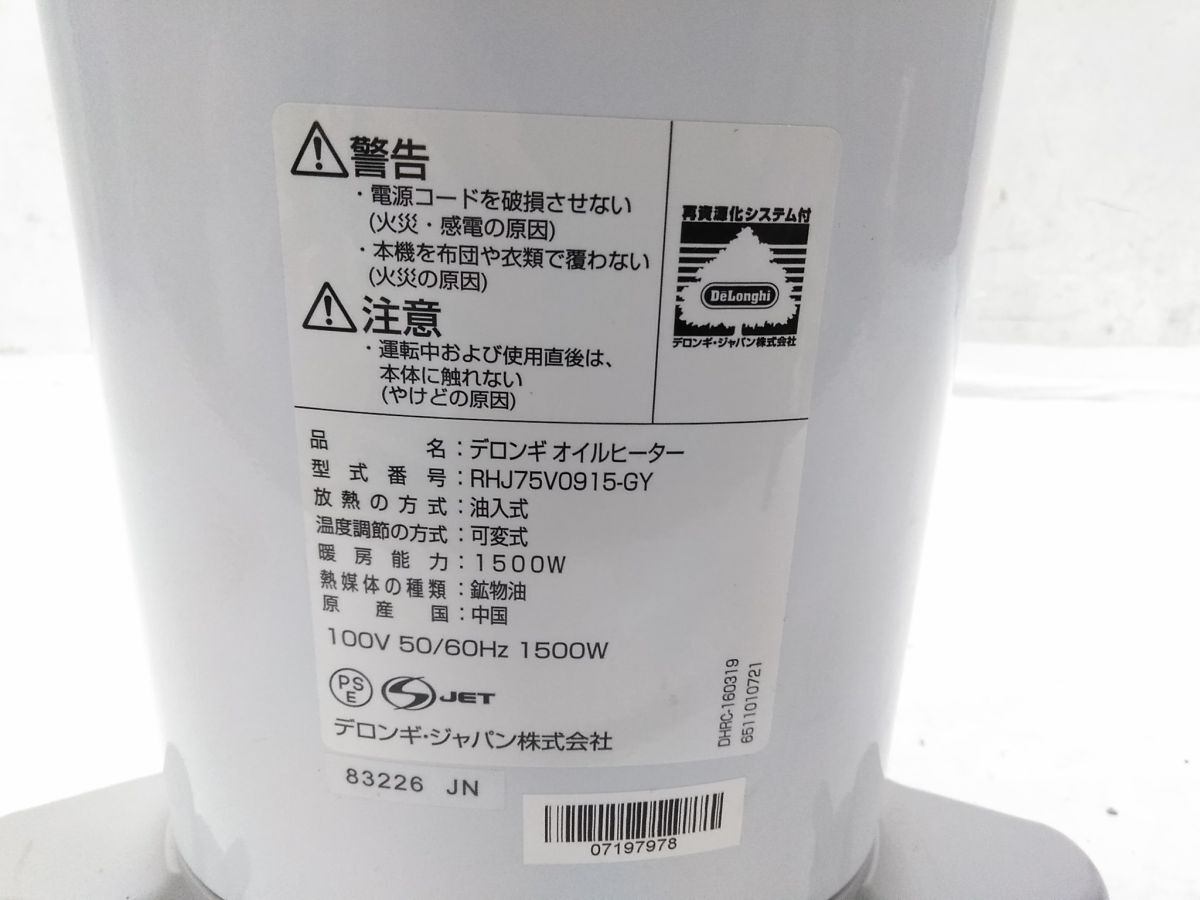 警告
・電源コードを破損させない
(火災・感電の原因)
・本機を布団や衣類で覆わない
(火災の原因)
注意
・運転中および使用直後は、
本体に触れない
(やけどの原因)
再資源化システム付
DēLonghi
デロンギ・ジャパン株式会社
品名：デロンギ オイルヒーター
型式番号：RHJ75V0915-GY
放熱の方式：油入式
温度調節の方式：可変式
暖房能力：1500W
熱媒体の種類：鉱物油
原産国：中国
100V 50/60Hz 1500W
PS E JET
デロンギ・ジャパン株式会社
DHRC-160319
6511010721
83226 JN
07197978